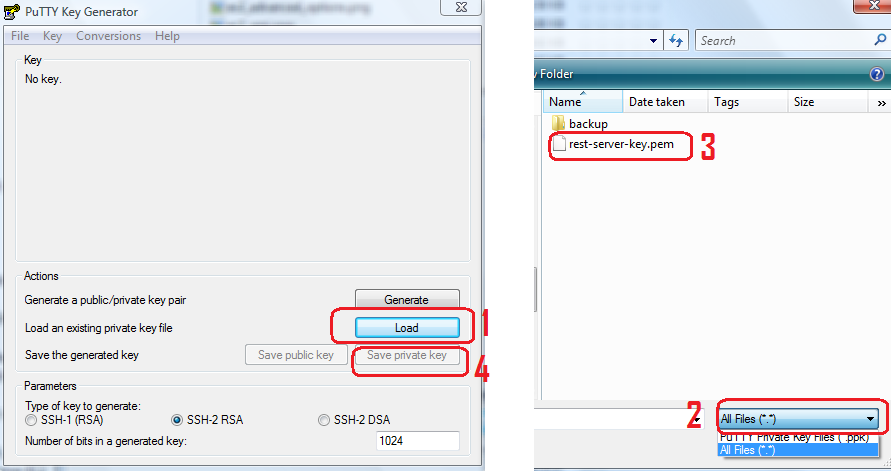 PuTTY Key Generator
File Key Conversions Help
Key
No key.
Actions
Generate a public/private key pair
Generate
Load an existing private key file
Load
1
Save the generated key
Save public key
Save private key
4
Parameters
Type of key to generate:
SSH-1 (RSA)
SSH-2 RSA
SSH-2 DSA
Number of bits in a generated key:
1024
Search
Folder
Name
Date taken
Tags
Size
»
backup
rest-server-key.pem
3
2
All Files (*.*)
PuTTY Private Key Files (*.ppk)
All Files (*.*)